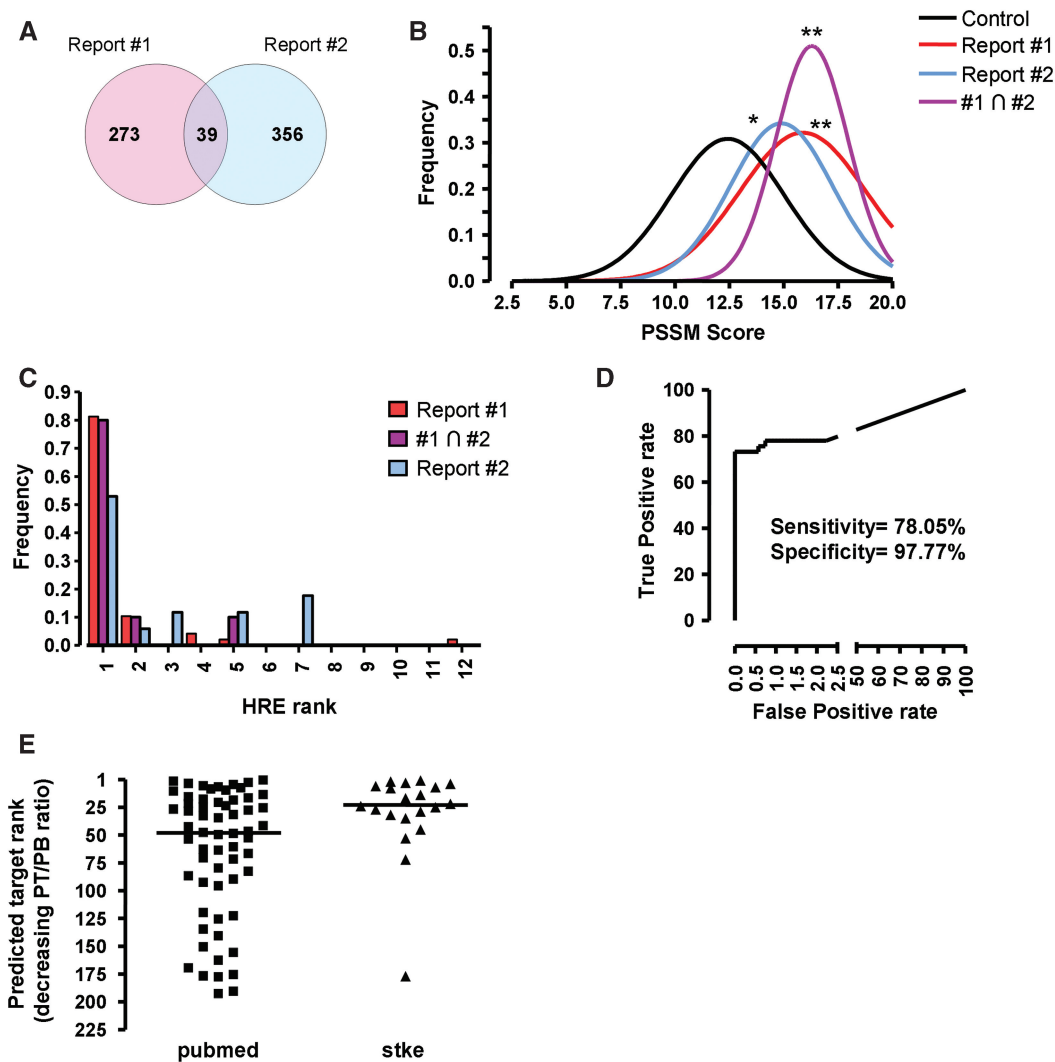 A
Report #1
Report #2
273
39
356
B
Control
Report #1
Report #2
#1 ∩ #2
**
*
**
Frequency
0.5
0.4
0.3
0.2
0.1
0.0
2.5 5.0 7.5 10.0 12.5 15.0 17.5 20.0
PSSM Score
C
Report #1
#1 ∩ #2
Report #2
Frequency
0.9
0.8
0.7
0.6
0.5
0.4
0.3
0.2
0.1
0.0
1 2 3 4 5 6 7 8 9 10 11 12
HRE rank
D
True Positive rate
100
80
60
40
20
0
Sensitivity= 78.05%
Specificity= 97.77%
0.0 0.5 1.0 1.5 2.0 2.5 50 60 70 80 90 100
False Positive rate
E
Predicted target rank
(decreasing PT/PB ratio)
1
25
50
75
100
125
150
175
200
225
pubmed
stke